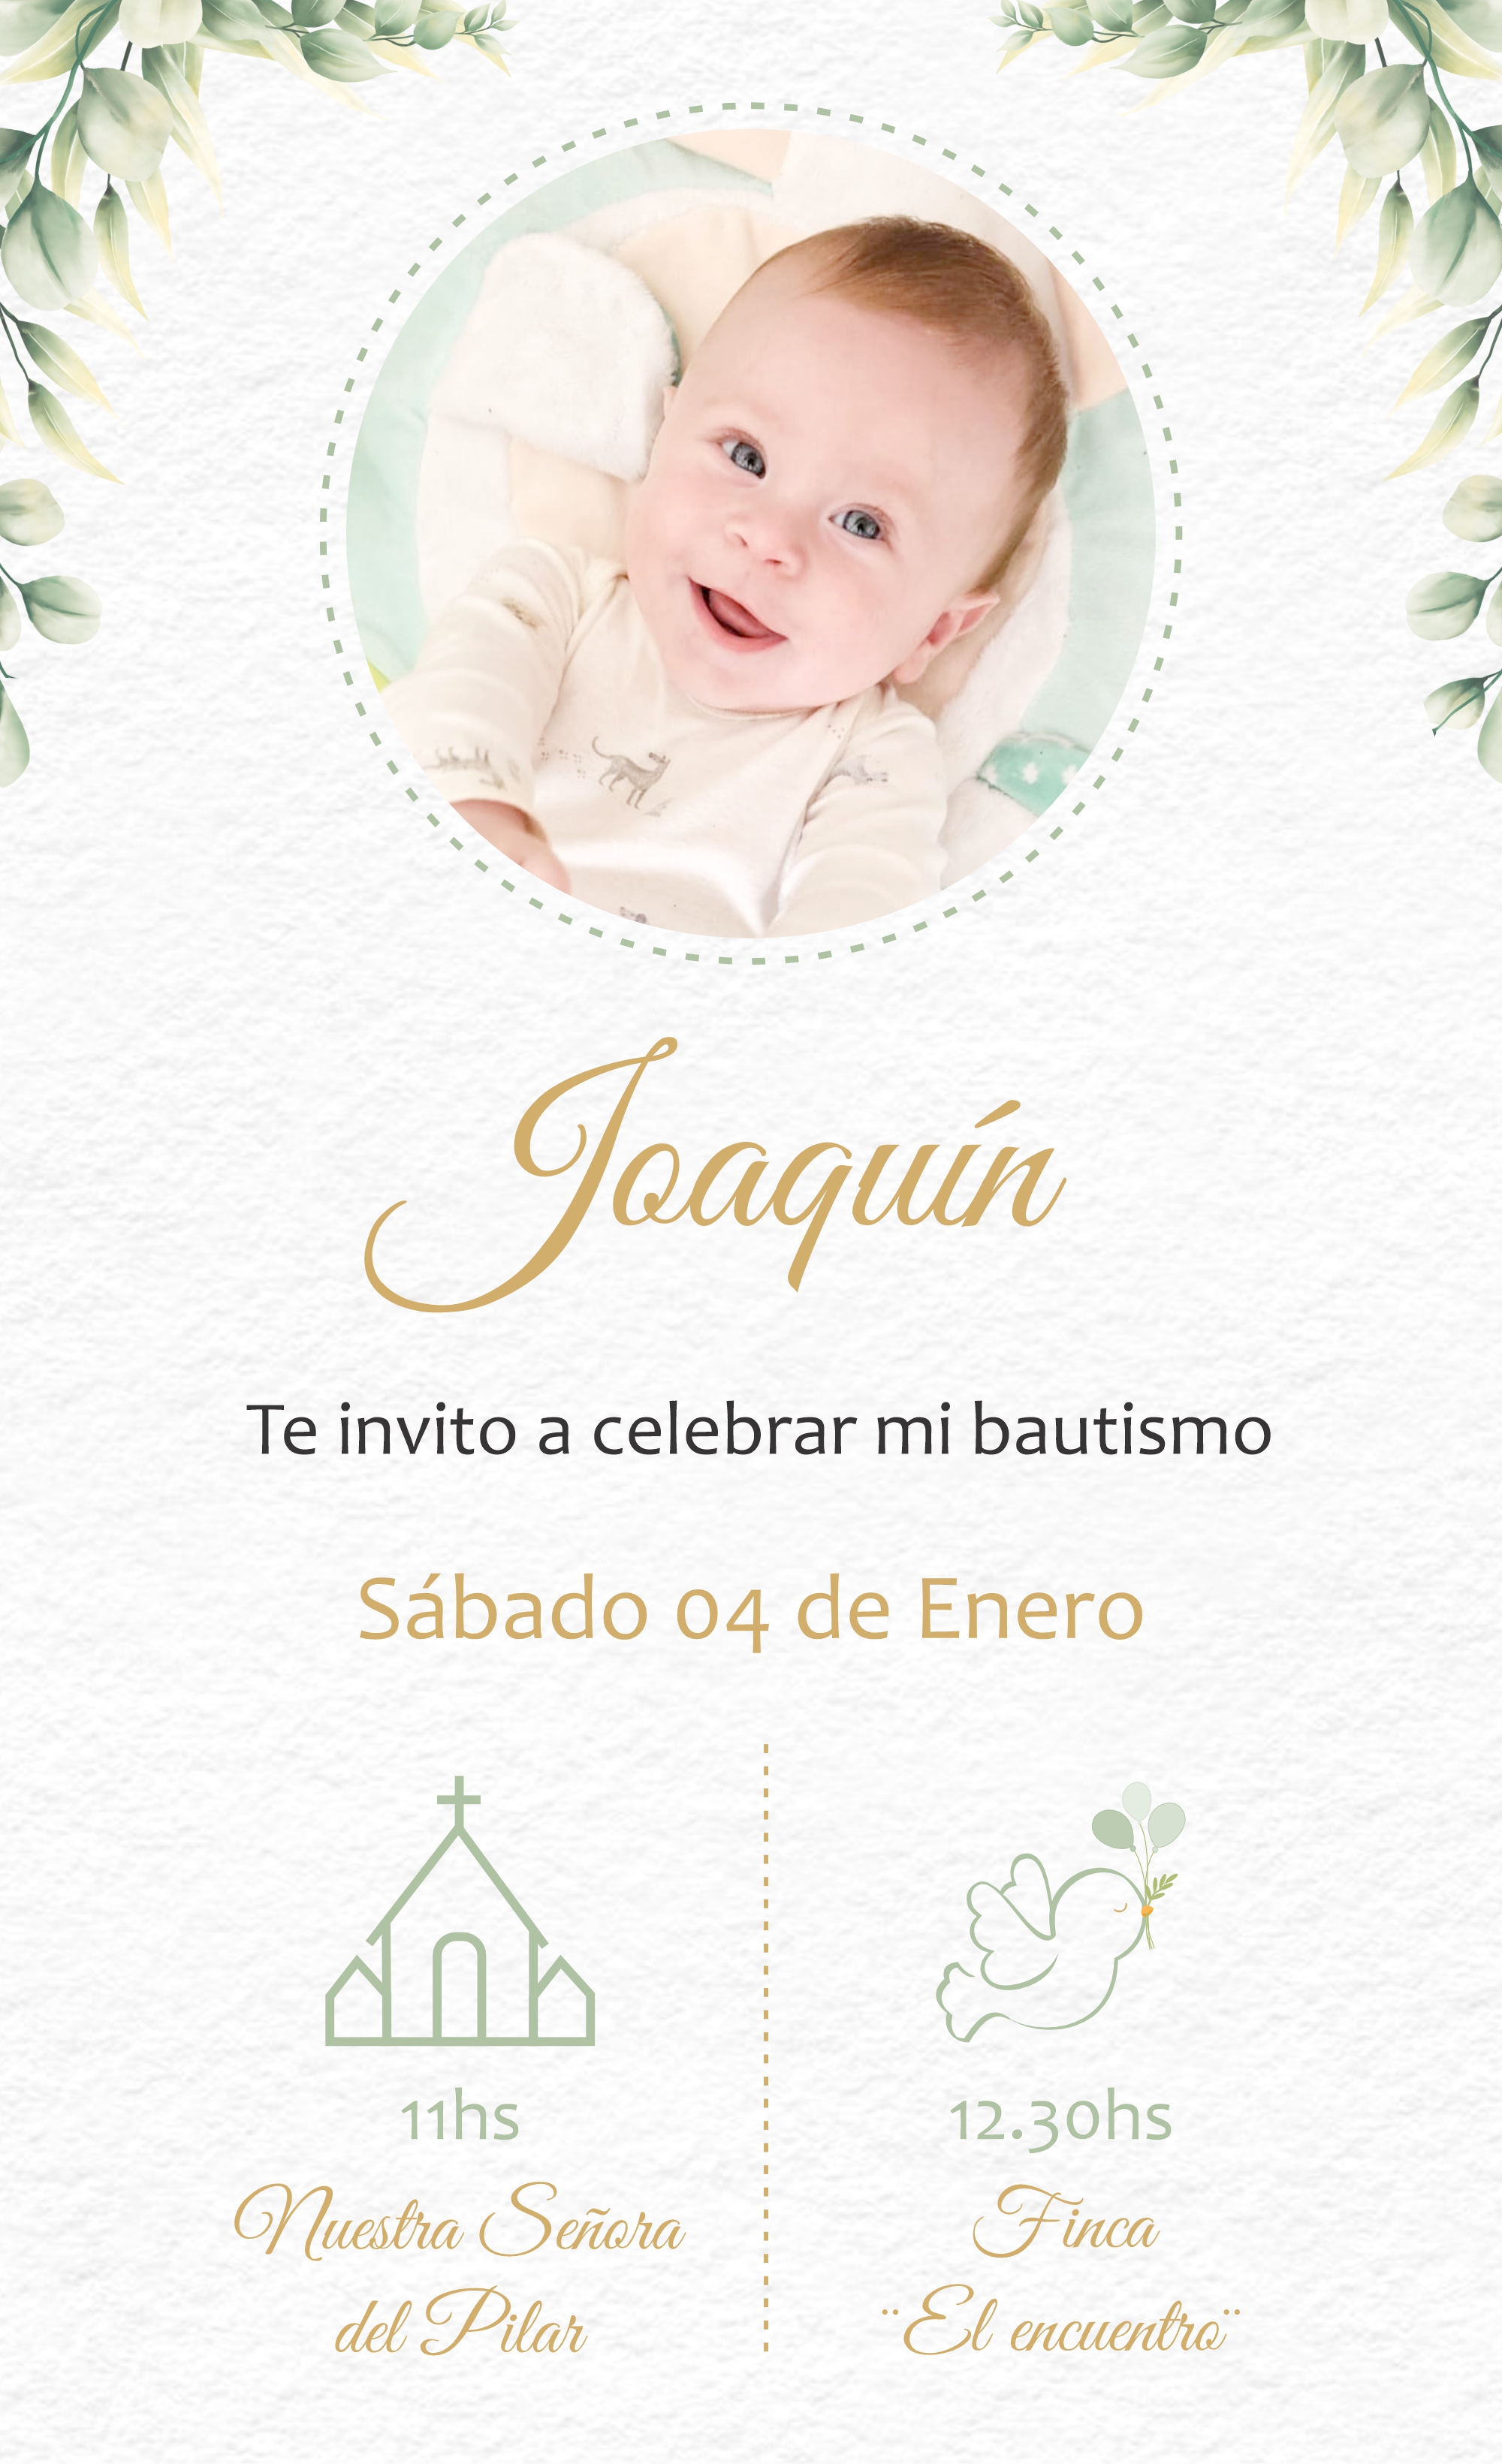 Joaquín
Te invito a celebrar mi bautismo
Sábado 04 de Enero
11hs
Nuestra Señora
del Pilar
12.30hs
Finca
¨El encuentro¨